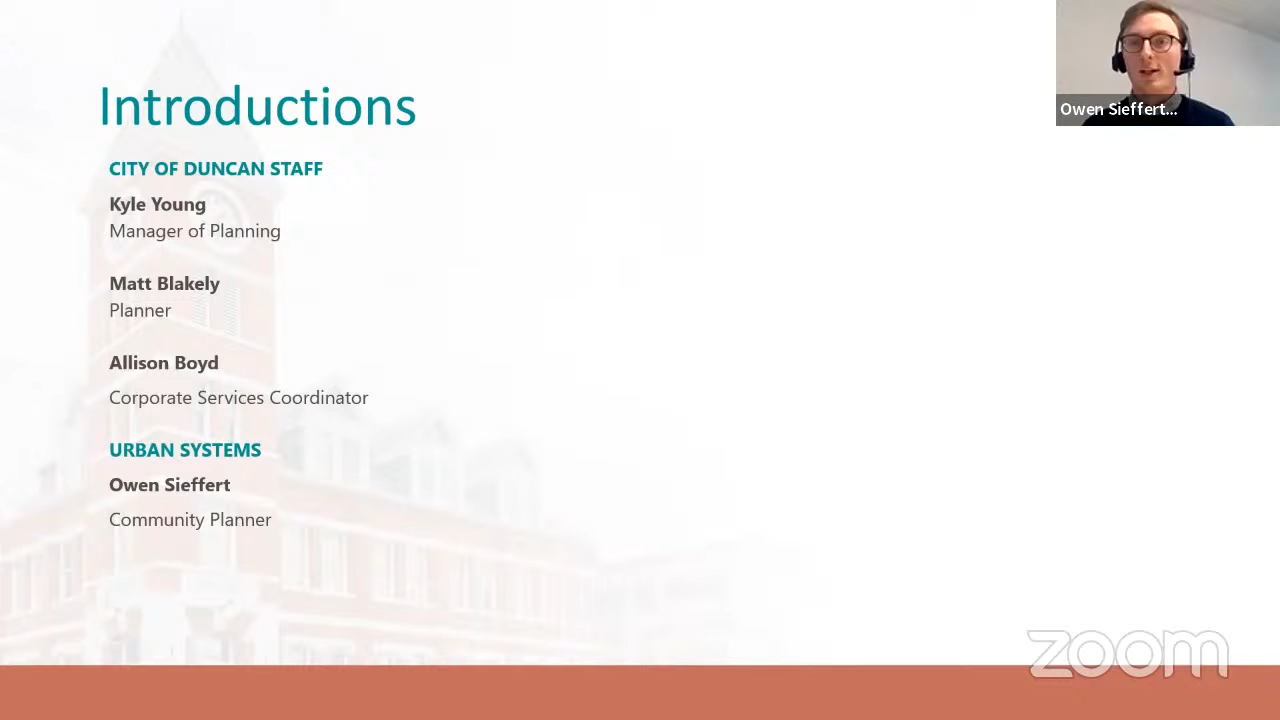 Introductions
CITY OF DUNCAN STAFF
Kyle Young
Manager of Planning
Matt Blakely
Planner
Allison Boyd
Corporate Services Coordinator
URBAN SYSTEMS
Owen Sieffert
Community Planner
Owen Sieffert...
zoom